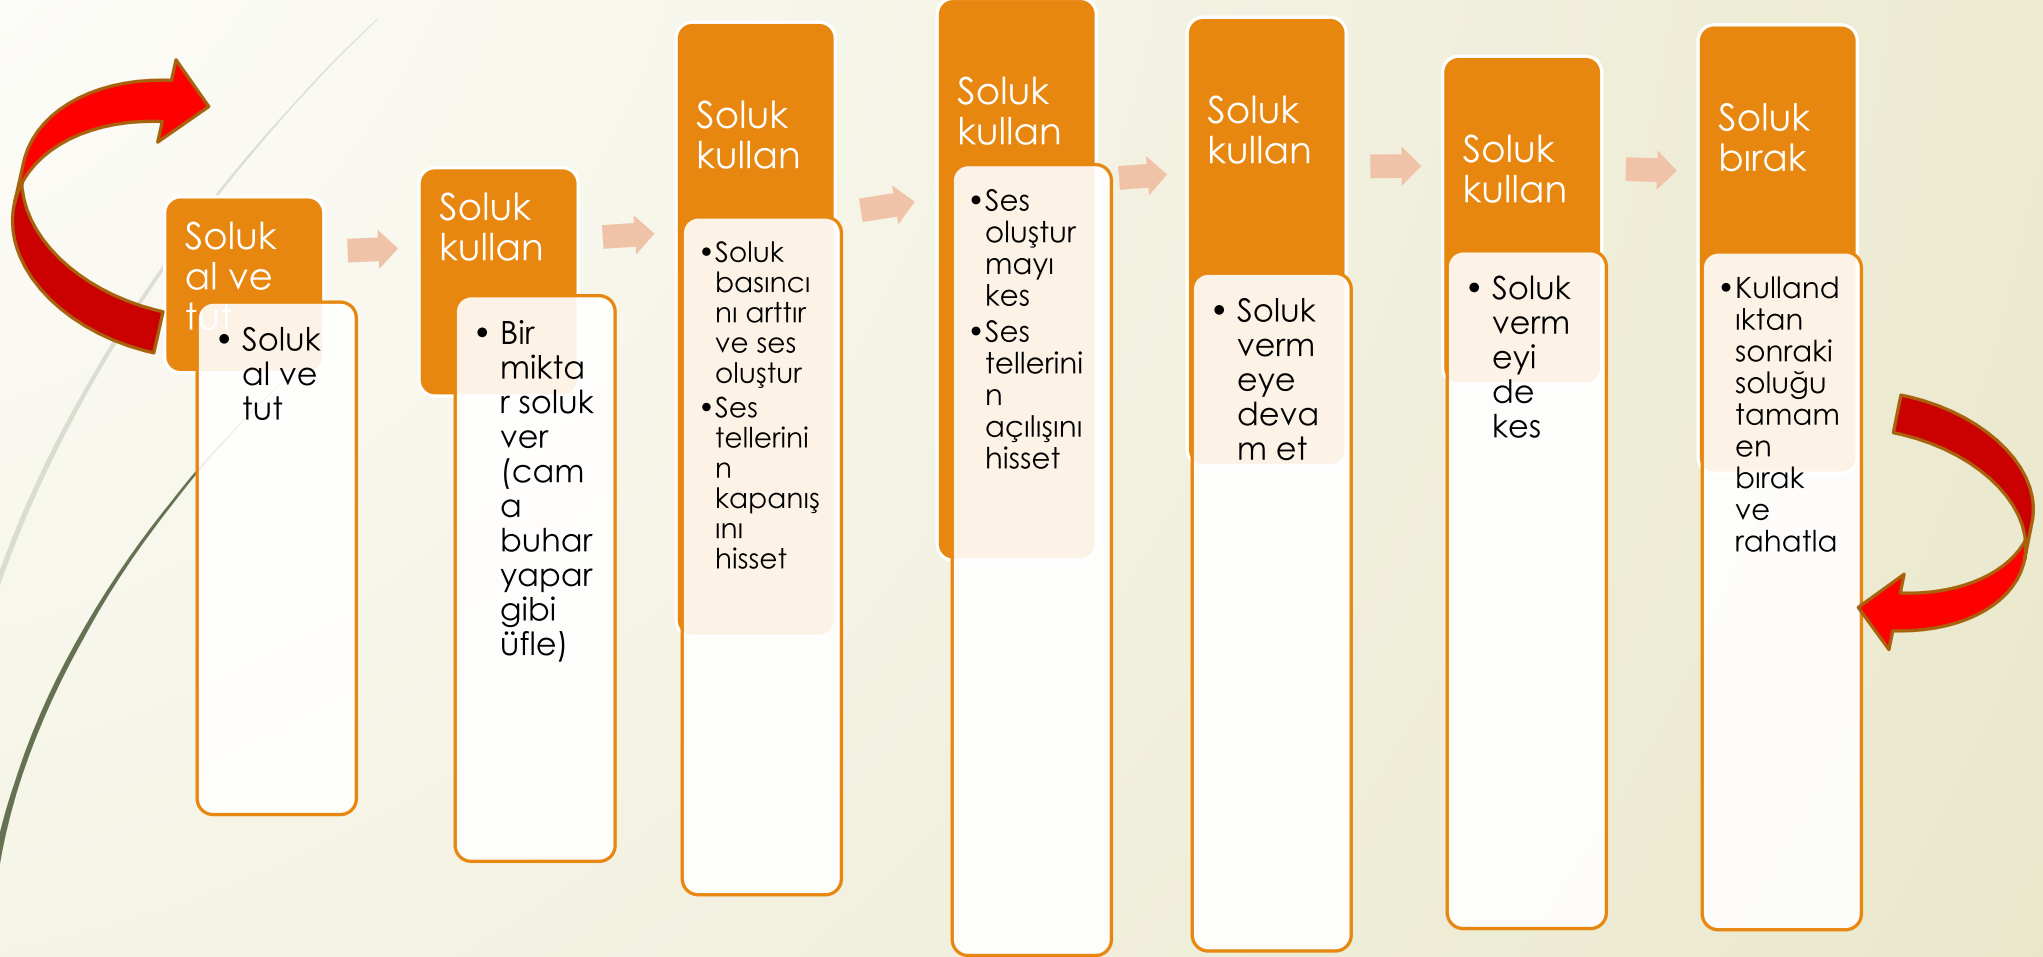 Soluk
al ve
tut
• Soluk
al ve
tut
Soluk
kullan
• Bir
mikta
r soluk
ver
(cam
a
buhar
yapar
gibi
üfle)
Soluk
kullan
•Soluk
basıncı
nı arttır
ve ses
oluştur
•Ses
tellerini
n
kapanış
ını
hisset
Soluk
kullan
•Ses
oluştur
mayı
kes
•Ses
tellerini
n
açılışını
hisset
Soluk
kullan
• Soluk
verm
eye
deva
m et
Soluk
kullan
• Soluk
verm
eyi
de
kes
Soluk
bırak
•Kulland
ıktan
sonraki
soluğu
tamam
en
bırak
ve
rahatla